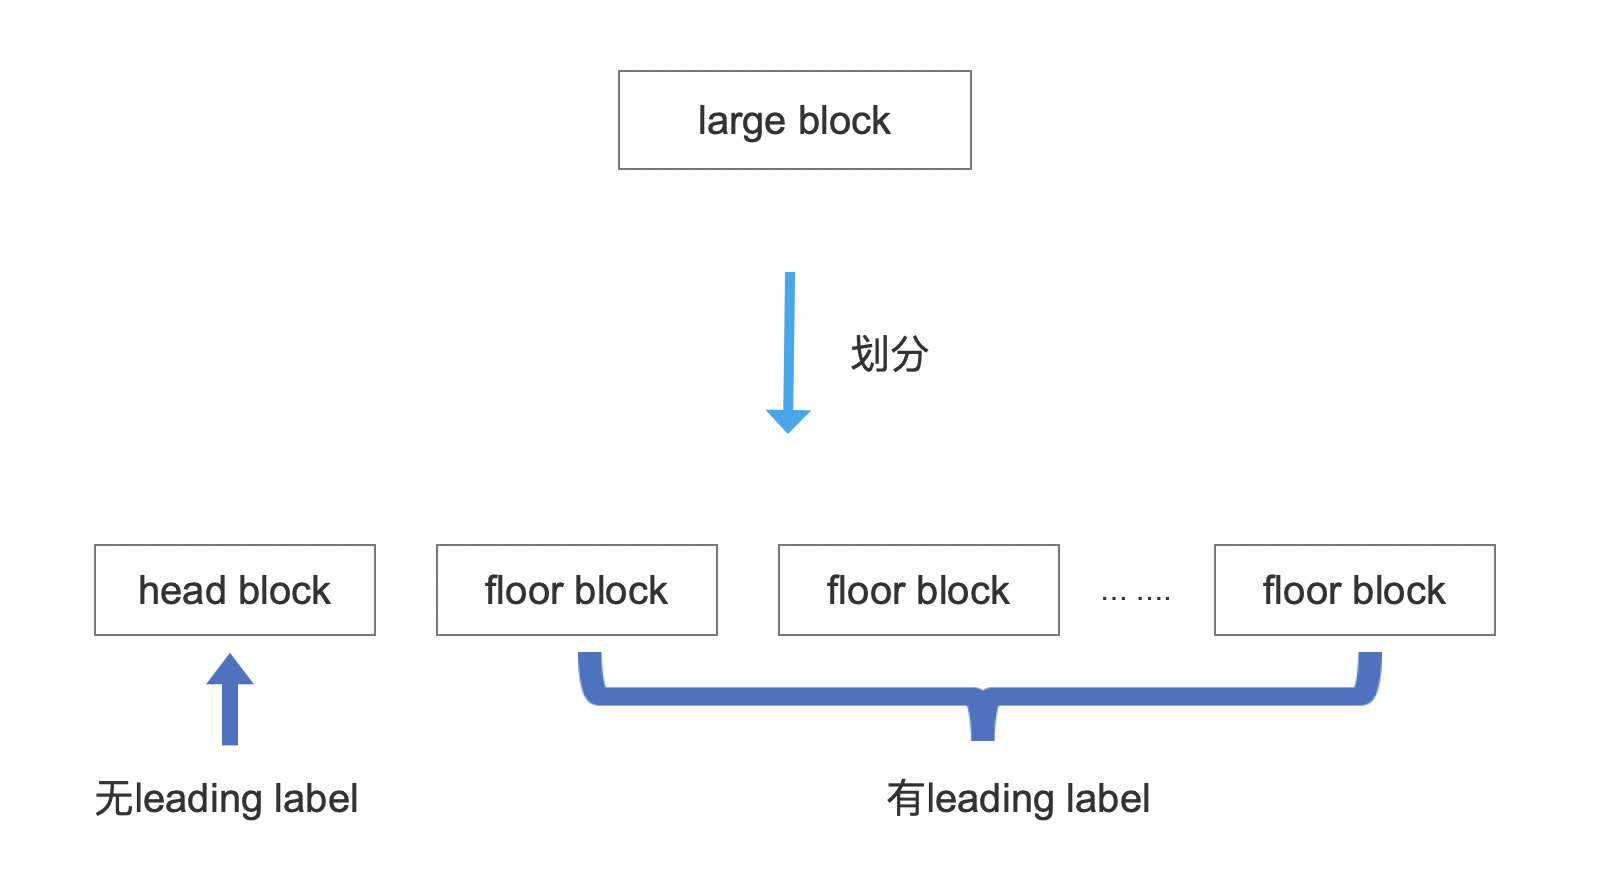 large block
划分
head block
floor block
floor block
... ....
floor block
无leading label
有leading label